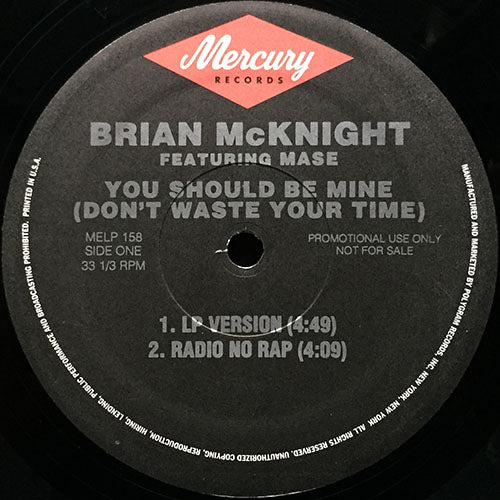 Mercury
RECORDS
BRIAN McKNIGHT
FEATURING MASE
YOU SHOULD BE MINE
(DON'T WASTE YOUR TIME)
MELP 158
SIDE ONE
33 1/3 RPM
PROMOTIONAL USE ONLY
NOT FOR SALE
1. LP VERSION (4:49)
2. RADIO NO RAP (4:09)
MANUFACTURED AND MARKETED BY POLYGRAM RECORDS, INC. NEW YORK, NEW YORK. ALL RIGHTS RESERVED. UNAUTHORIZED COPYING, REPRODUCTION, HIRING, LENDING, PUBLIC PERFORMANCE AND BROADCASTING PROHIBITED. PRINTED IN U.S.A.